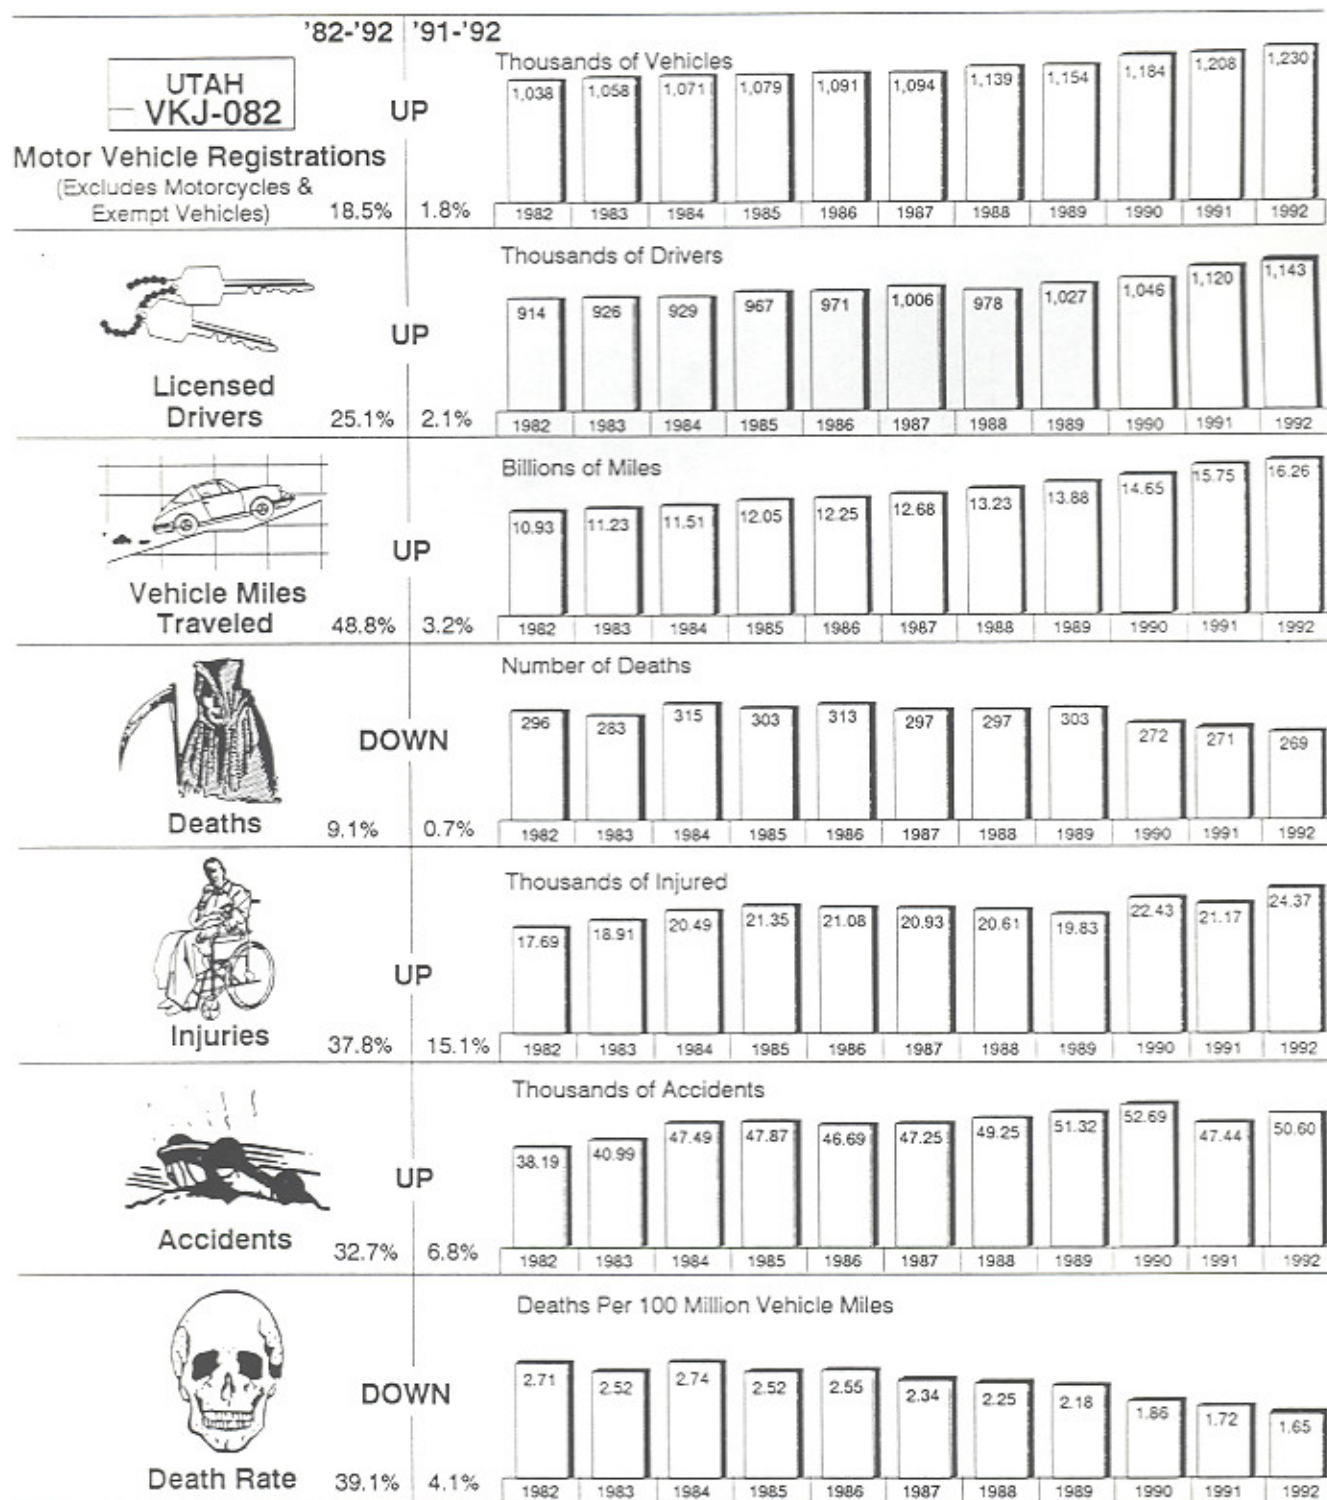 '82-'92 '91-'92
UTAH
VKJ-082
UP
Motor Vehicle Registrations
(Excludes Motorcycles &
Exempt Vehicles) 18.5% 1.8%
Thousands of Vehicles
1,038 1,058 1,071 1,079 1,091 1,094 1,139 1,154 1,184 1,208 1,230
1982 1983 1984 1985 1986 1987 1988 1989 1990 1991 1992
UP
Licensed
Drivers 25.1% 2.1%
Thousands of Drivers
914 926 929 967 971 1,006 978 1,027 1,046 1,120 1,143
1982 1983 1984 1985 1986 1987 1988 1989 1990 1991 1992
UP
Vehicle Miles
Traveled 48.8% 3.2%
Billions of Miles
10.93 11.23 11.51 12.05 12.25 12.68 13.23 13.88 14.65 15.75 16.26
1982 1983 1984 1985 1986 1987 1988 1989 1990 1991 1992
DOWN
Deaths 9.1% 0.7%
Number of Deaths
296 283 315 303 313 297 297 303 272 271 269
1982 1983 1984 1985 1986 1987 1988 1989 1990 1991 1992
UP
Injuries 37.8% 15.1%
Thousands of Injured
17.69 18.91 20.49 21.35 21.08 20.93 20.61 19.83 22.43 21.17 24.37
1982 1983 1984 1985 1986 1987 1988 1989 1990 1991 1992
UP
Accidents 32.7% 6.8%
Thousands of Accidents
38.19 40.99 47.49 47.87 46.69 47.25 49.25 51.32 52.69 47.44 50.60
1982 1983 1984 1985 1986 1987 1988 1989 1990 1991 1992
DOWN
Death Rate 39.1% 4.1%
Deaths Per 100 Million Vehicle Miles
2.71 2.52 2.74 2.52 2.55 2.34 2.25 2.18 1.86 1.72 1.65
1982 1983 1984 1985 1986 1987 1988 1989 1990 1991 1992